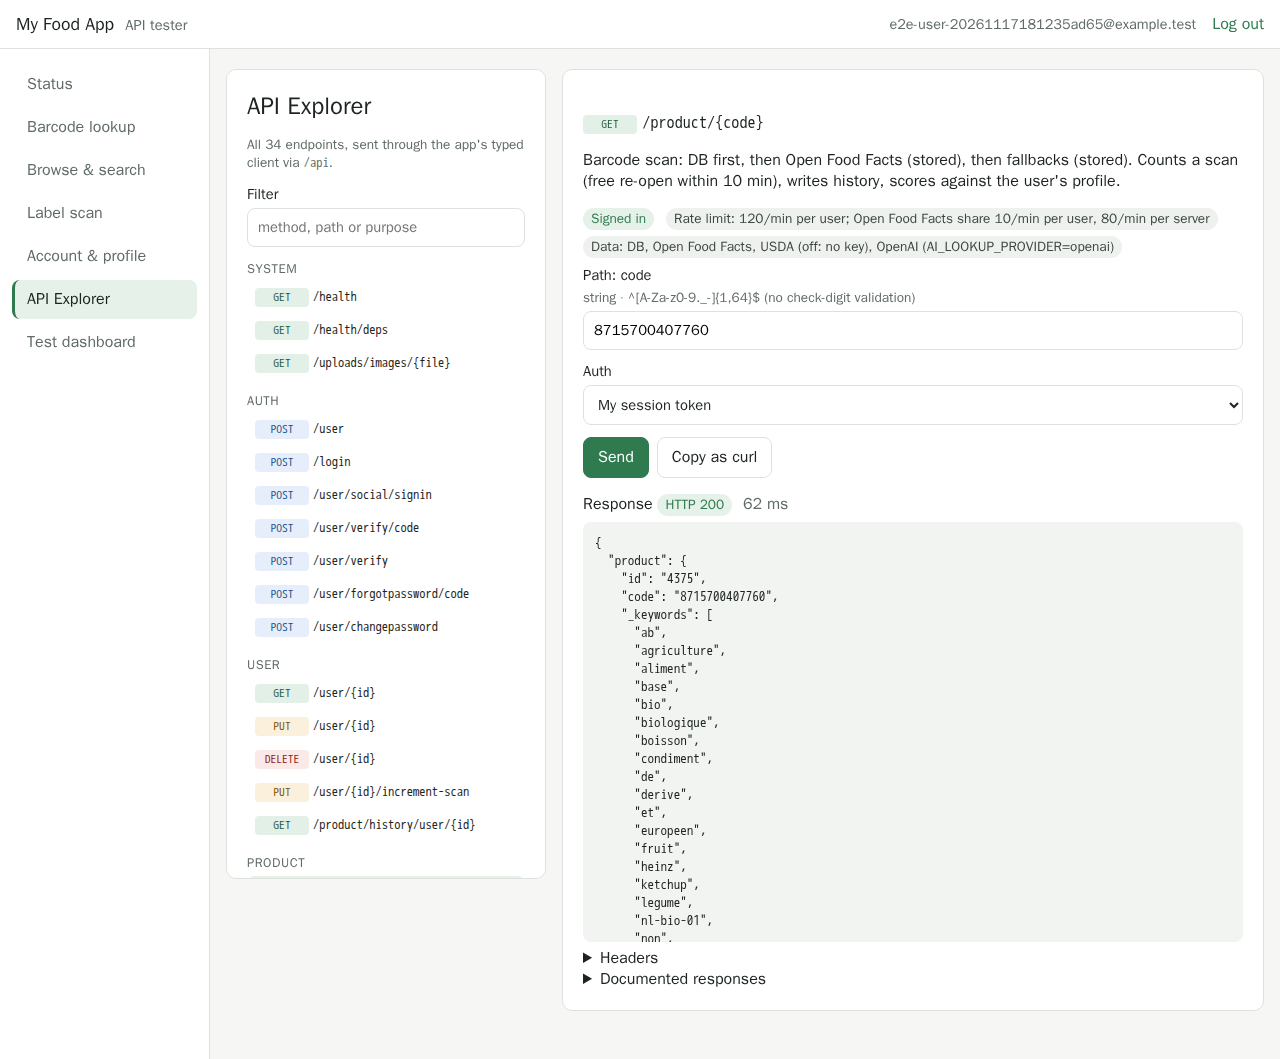 My Food App API tester
e2e-user-20261117181235ad65@example.test Log out
Status
Barcode lookup
Browse & search
Label scan
Account & profile
API Explorer
Test dashboard
API Explorer
All 34 endpoints, sent through the app's typed
client via /api.
Filter
method, path or purpose
SYSTEM
GET /health
GET /health/deps
GET /uploads/images/{file}
AUTH
POST /user
POST /login
POST /user/social/signin
POST /user/verify/code
POST /user/verify
POST /user/forgotpassword/code
POST /user/changepassword
USER
GET /user/{id}
PUT /user/{id}
DELETE /user/{id}
PUT /user/{id}/increment-scan
GET /product/history/user/{id}
PRODUCT
GET /product/{code}
Barcode scan: DB first, then Open Food Facts (stored), then fallbacks (stored). Counts a scan
(free re-open within 10 min), writes history, scores against the user's profile.
Signed in Rate limit: 120/min per user; Open Food Facts share 10/min per user, 80/min per server
Data: DB, Open Food Facts, USDA (off: no key), OpenAI (AI_LOOKUP_PROVIDER=openai)
Path: code
string · ^[A-Za-z0-9._-]{1,64}$ (no check-digit validation)
8715700407760
Auth
My session token
Send Copy as curl
Response HTTP 200 62 ms
{
"product": {
"id": "4375",
"code": "8715700407760",
"_keywords": [
"ab",
"agriculture",
"aliment",
"base",
"bio",
"biologique",
"boisson",
"condiment",
"de",
"derive",
"et",
"europeen",
"fruit",
"heinz",
"ketchup",
"legume",
"nl-bio-01",
"non",
Headers
Documented responses